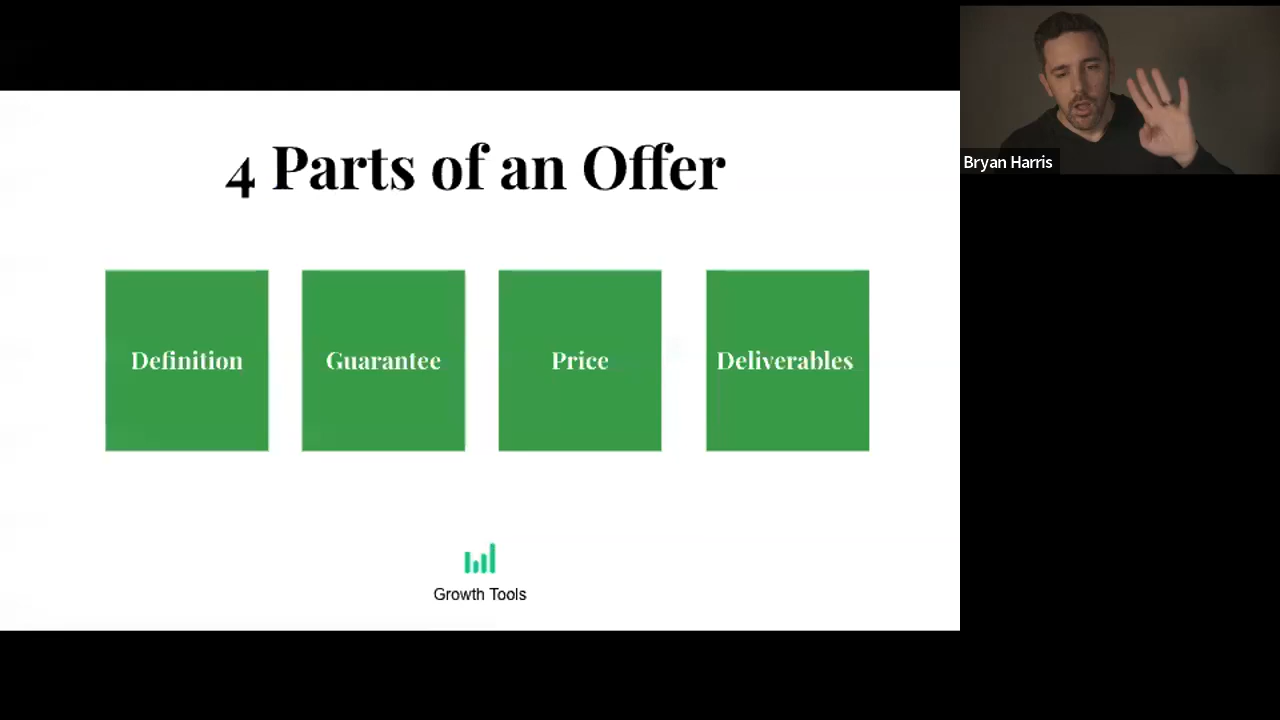 4 Parts of an Offer
Definition
Guarantee
Price
Deliverables
Growth Tools
Bryan Harris